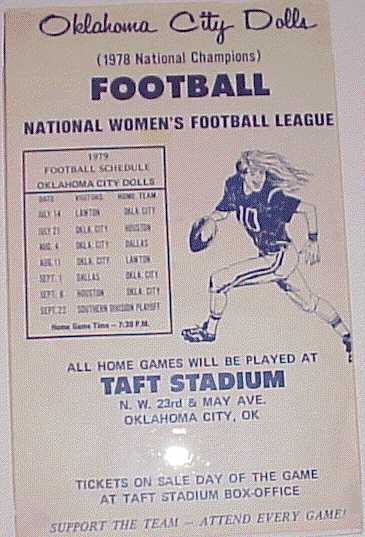 Oklahoma City Dolls
(1978 National Champions)
FOOTBALL
NATIONAL WOMEN'S FOOTBALL LEAGUE
1979
FOOTBALL SCHEDULE
OKLAHOMA CITY DOLLS
DATE VISITORS HOME TEAM
JULY 14 LAWTON OKLA. CITY
JULY 21 OKLA. CITY HOUSTON
AUG. 4 OKLA. CITY DALLAS
AUG. 11 OKLA. CITY LAWTON
SEPT. 1 DALLAS OKLA. CITY
SEPT. 8 HOUSTON OKLA. CITY
SEPT. 22 SOUTHERN DIVISION PLAYOFF
Home Game Time — 7:30 P.M.
10
ALL HOME GAMES WILL BE PLAYED AT
TAFT STADIUM
N. W. 23rd & MAY AVE.
OKLAHOMA CITY, OK
TICKETS ON SALE DAY OF THE GAME
AT TAFT STADIUM BOX-OFFICE
SUPPORT THE TEAM — ATTEND EVERY GAME!